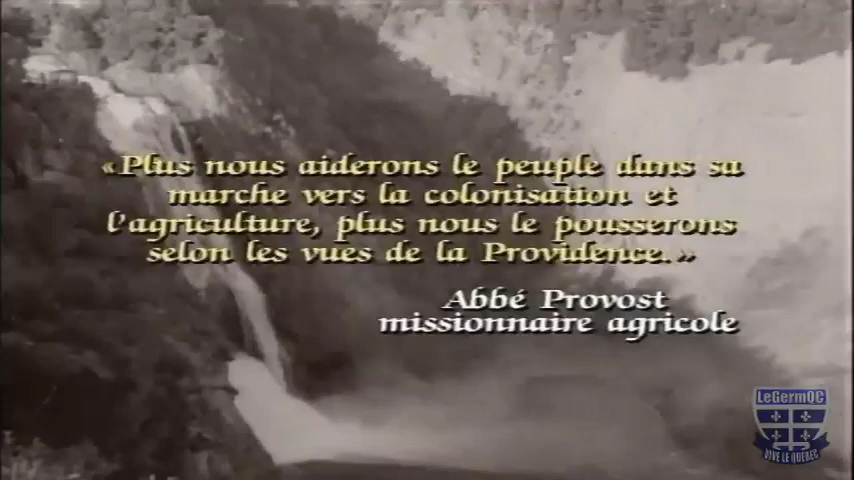 «Plus nous aiderons le peuple dans sa
marche vers la colonisation et
l'agriculture, plus nous le pousserons
selon les vues de la Providence.»
Abbé Provost
missionnaire agricole
LeGermQC
VIVE LE QUÉBEC